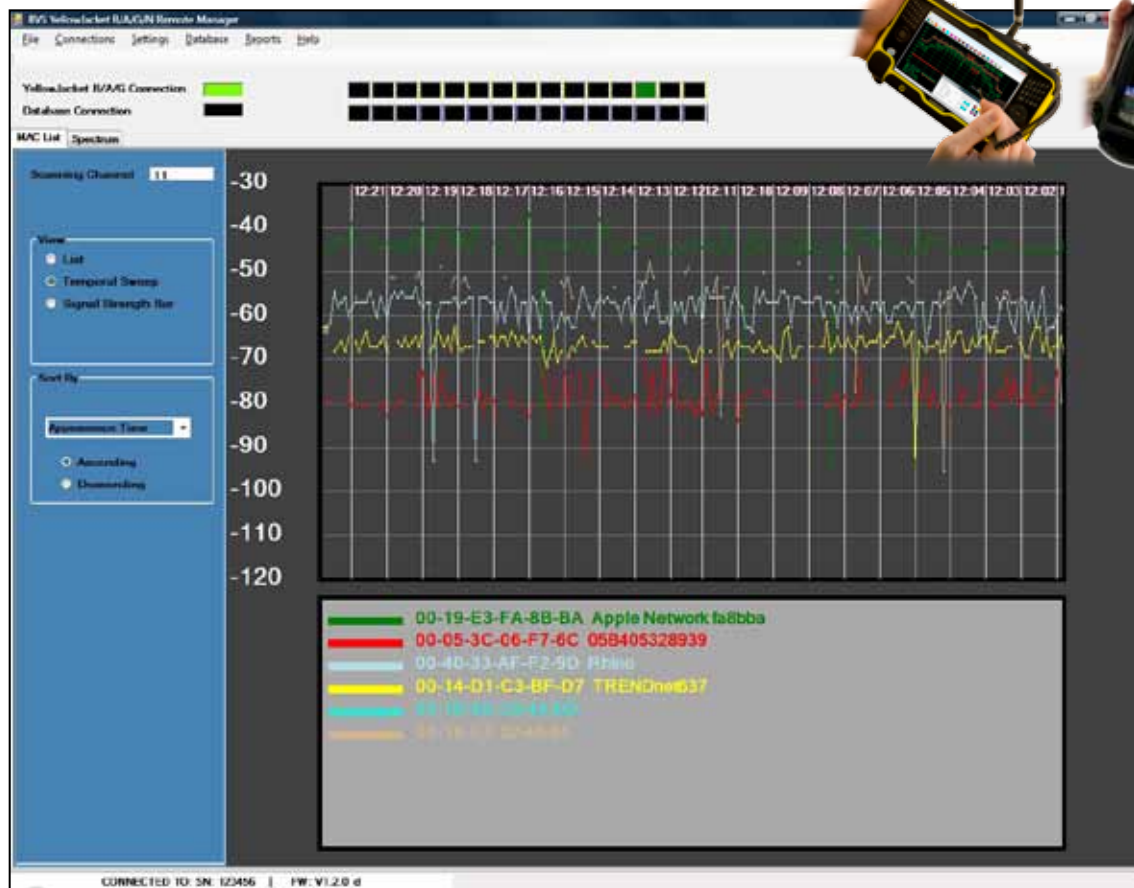 BVS YellowJacket B/A/G/N Remote Manager
File Connections Settings Database Reports Help
YellowJacket B/A/G Connection
Database Connection
MAC List Spectrum
Scanning Channel 11
View
List
Temporal Sweep
Signal Strength Bar
Sort By
Appearance Time
Ascending
Descending
-30
-40
-50
-60
-70
-80
-90
-100
-110
-120
12:21 12:20 12:19 12:18 12:17 12:16 12:15 12:14 12:13 12:12 12:11 12:10 12:09 12:08 12:07 12:06 12:05 12:04 12:03 12:02
00-19-E3-FA-8B-BA Apple Network fa8bba
00-05-3C-06-F7-6C 05B405328939
00-40-33-AF-F2-9D Rhino
00-14-D1-C3-BF-D7 TRENDnet637
CONNECTED TO: SN: 123456 | FW: V1.2.0 d